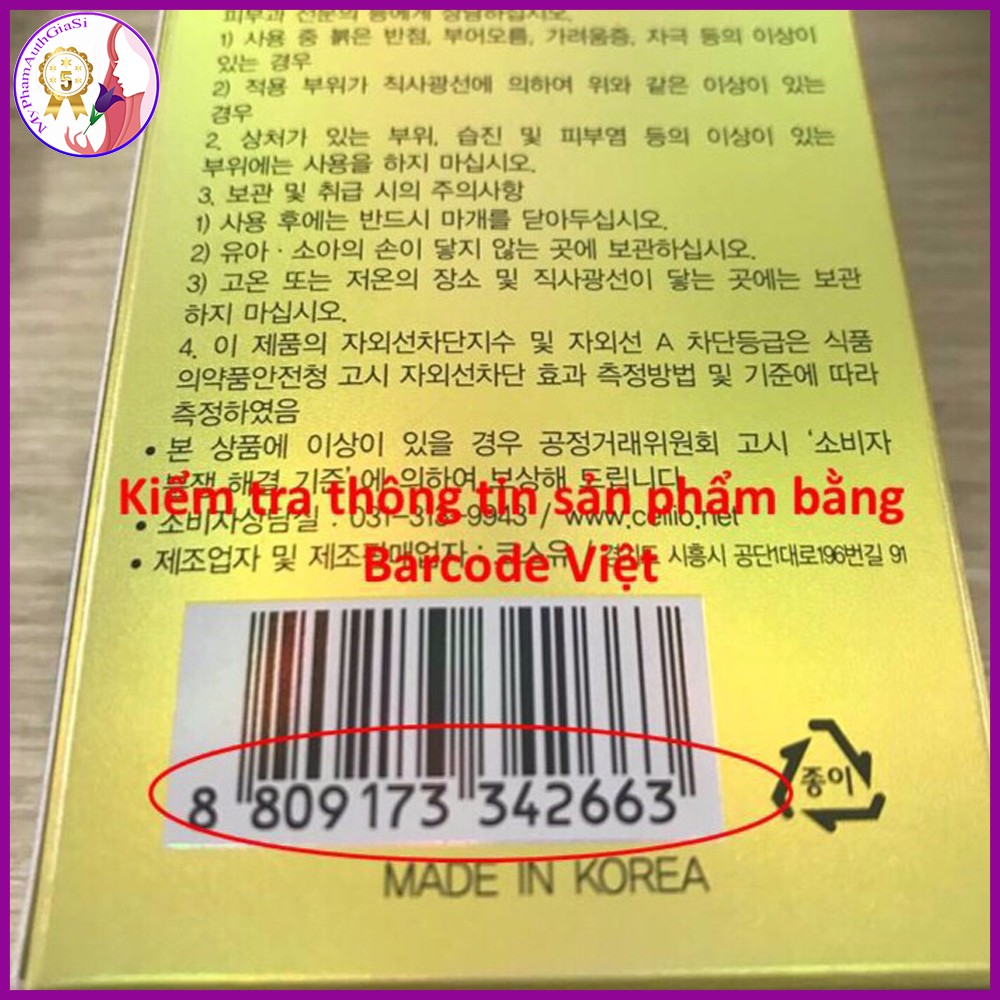 MyPhamAuthGiaSi
5
피부과 전문의 등에게 상담하십시오.
1) 사용 중 붉은 반점, 부어오름, 가려움증, 자극 등의 이상이
있는 경우
2) 적용 부위가 직사광선에 의하여 위와 같은 이상이 있는
경우
2. 상처가 있는 부위, 습진 및 피부염 등의 이상이 있는
부위에는 사용을 하지 마십시오.
3. 보관 및 취급 시의 주의사항
1) 사용 후에는 반드시 마개를 닫아두십시오.
2) 유아 · 소아의 손이 닿지 않는 곳에 보관하십시오.
3) 고온 또는 저온의 장소 및 직사광선이 닿는 곳에는 보관
하지 마십시오.
4. 이 제품의 자외선차단지수 및 자외선 A 차단등급은 식품
의약품안전청 고시 자외선차단 효과 측정방법 및 기준에 따라
측정하였음
• 본 상품에 이상이 있을 경우 공정거래위원회 고시 '소비자
분쟁 해결 기준'에 의하여 보상해 드립니다.
Kiểm tra thông tin sản phẩm bằng
• 소비자상담실 : 031-313-9943 / www.cellio.net
Barcode Việt
• 제조업자 및 제조판매업자 : 코스유 / 경기도 시흥시 공단1대로196번길 91
8 809173 342663
종이
MADE IN KOREA